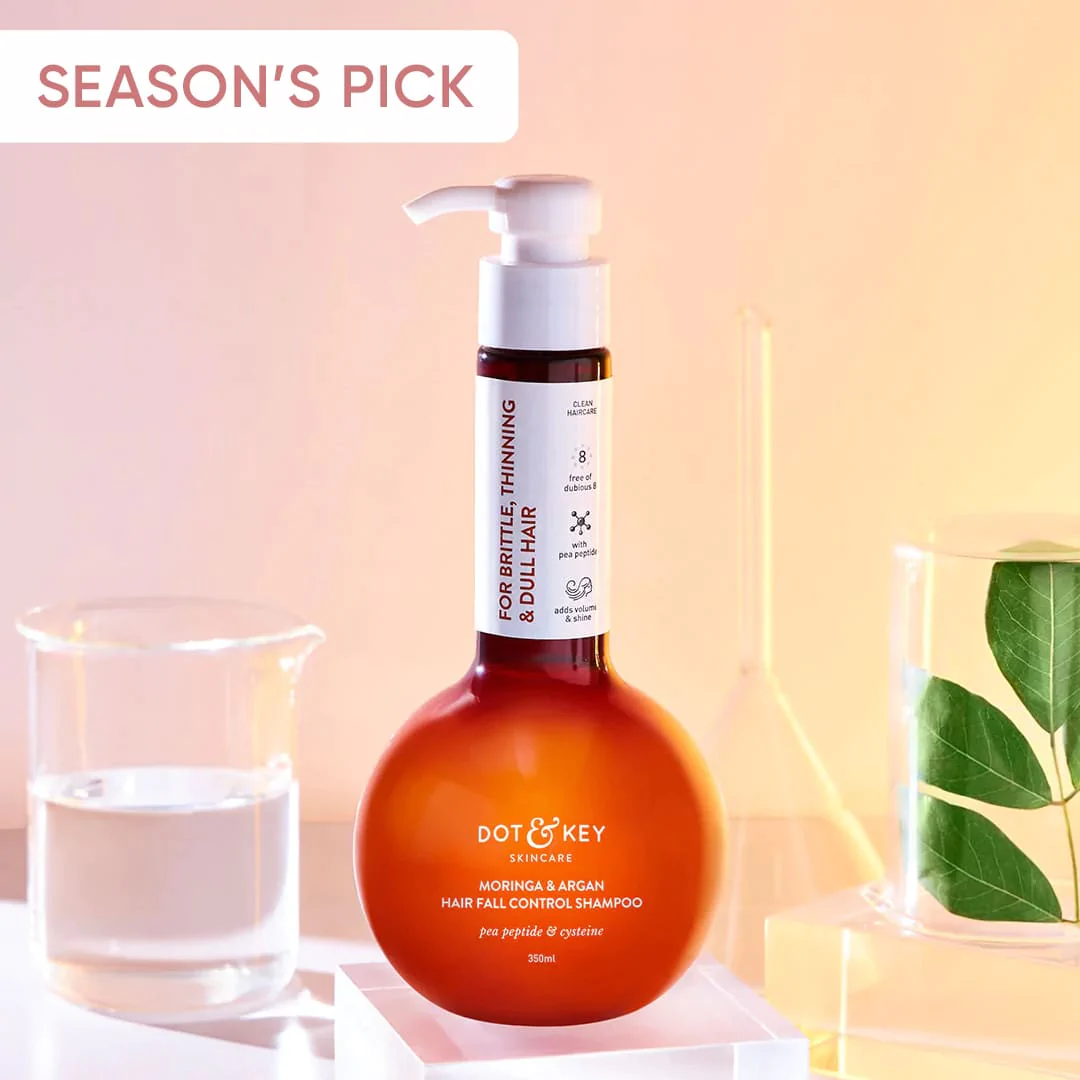 SEASON'S PICK
FOR BRITTLE, THINNING
& DULL HAIR
CLEAN
HAIRCARE
8
free of
dubious 8
with
pea peptide
adds volume
& shine
DOT & KEY
SKINCARE
MORINGA & ARGAN
HAIR FALL CONTROL SHAMPOO
pea peptide & cysteine
350ml